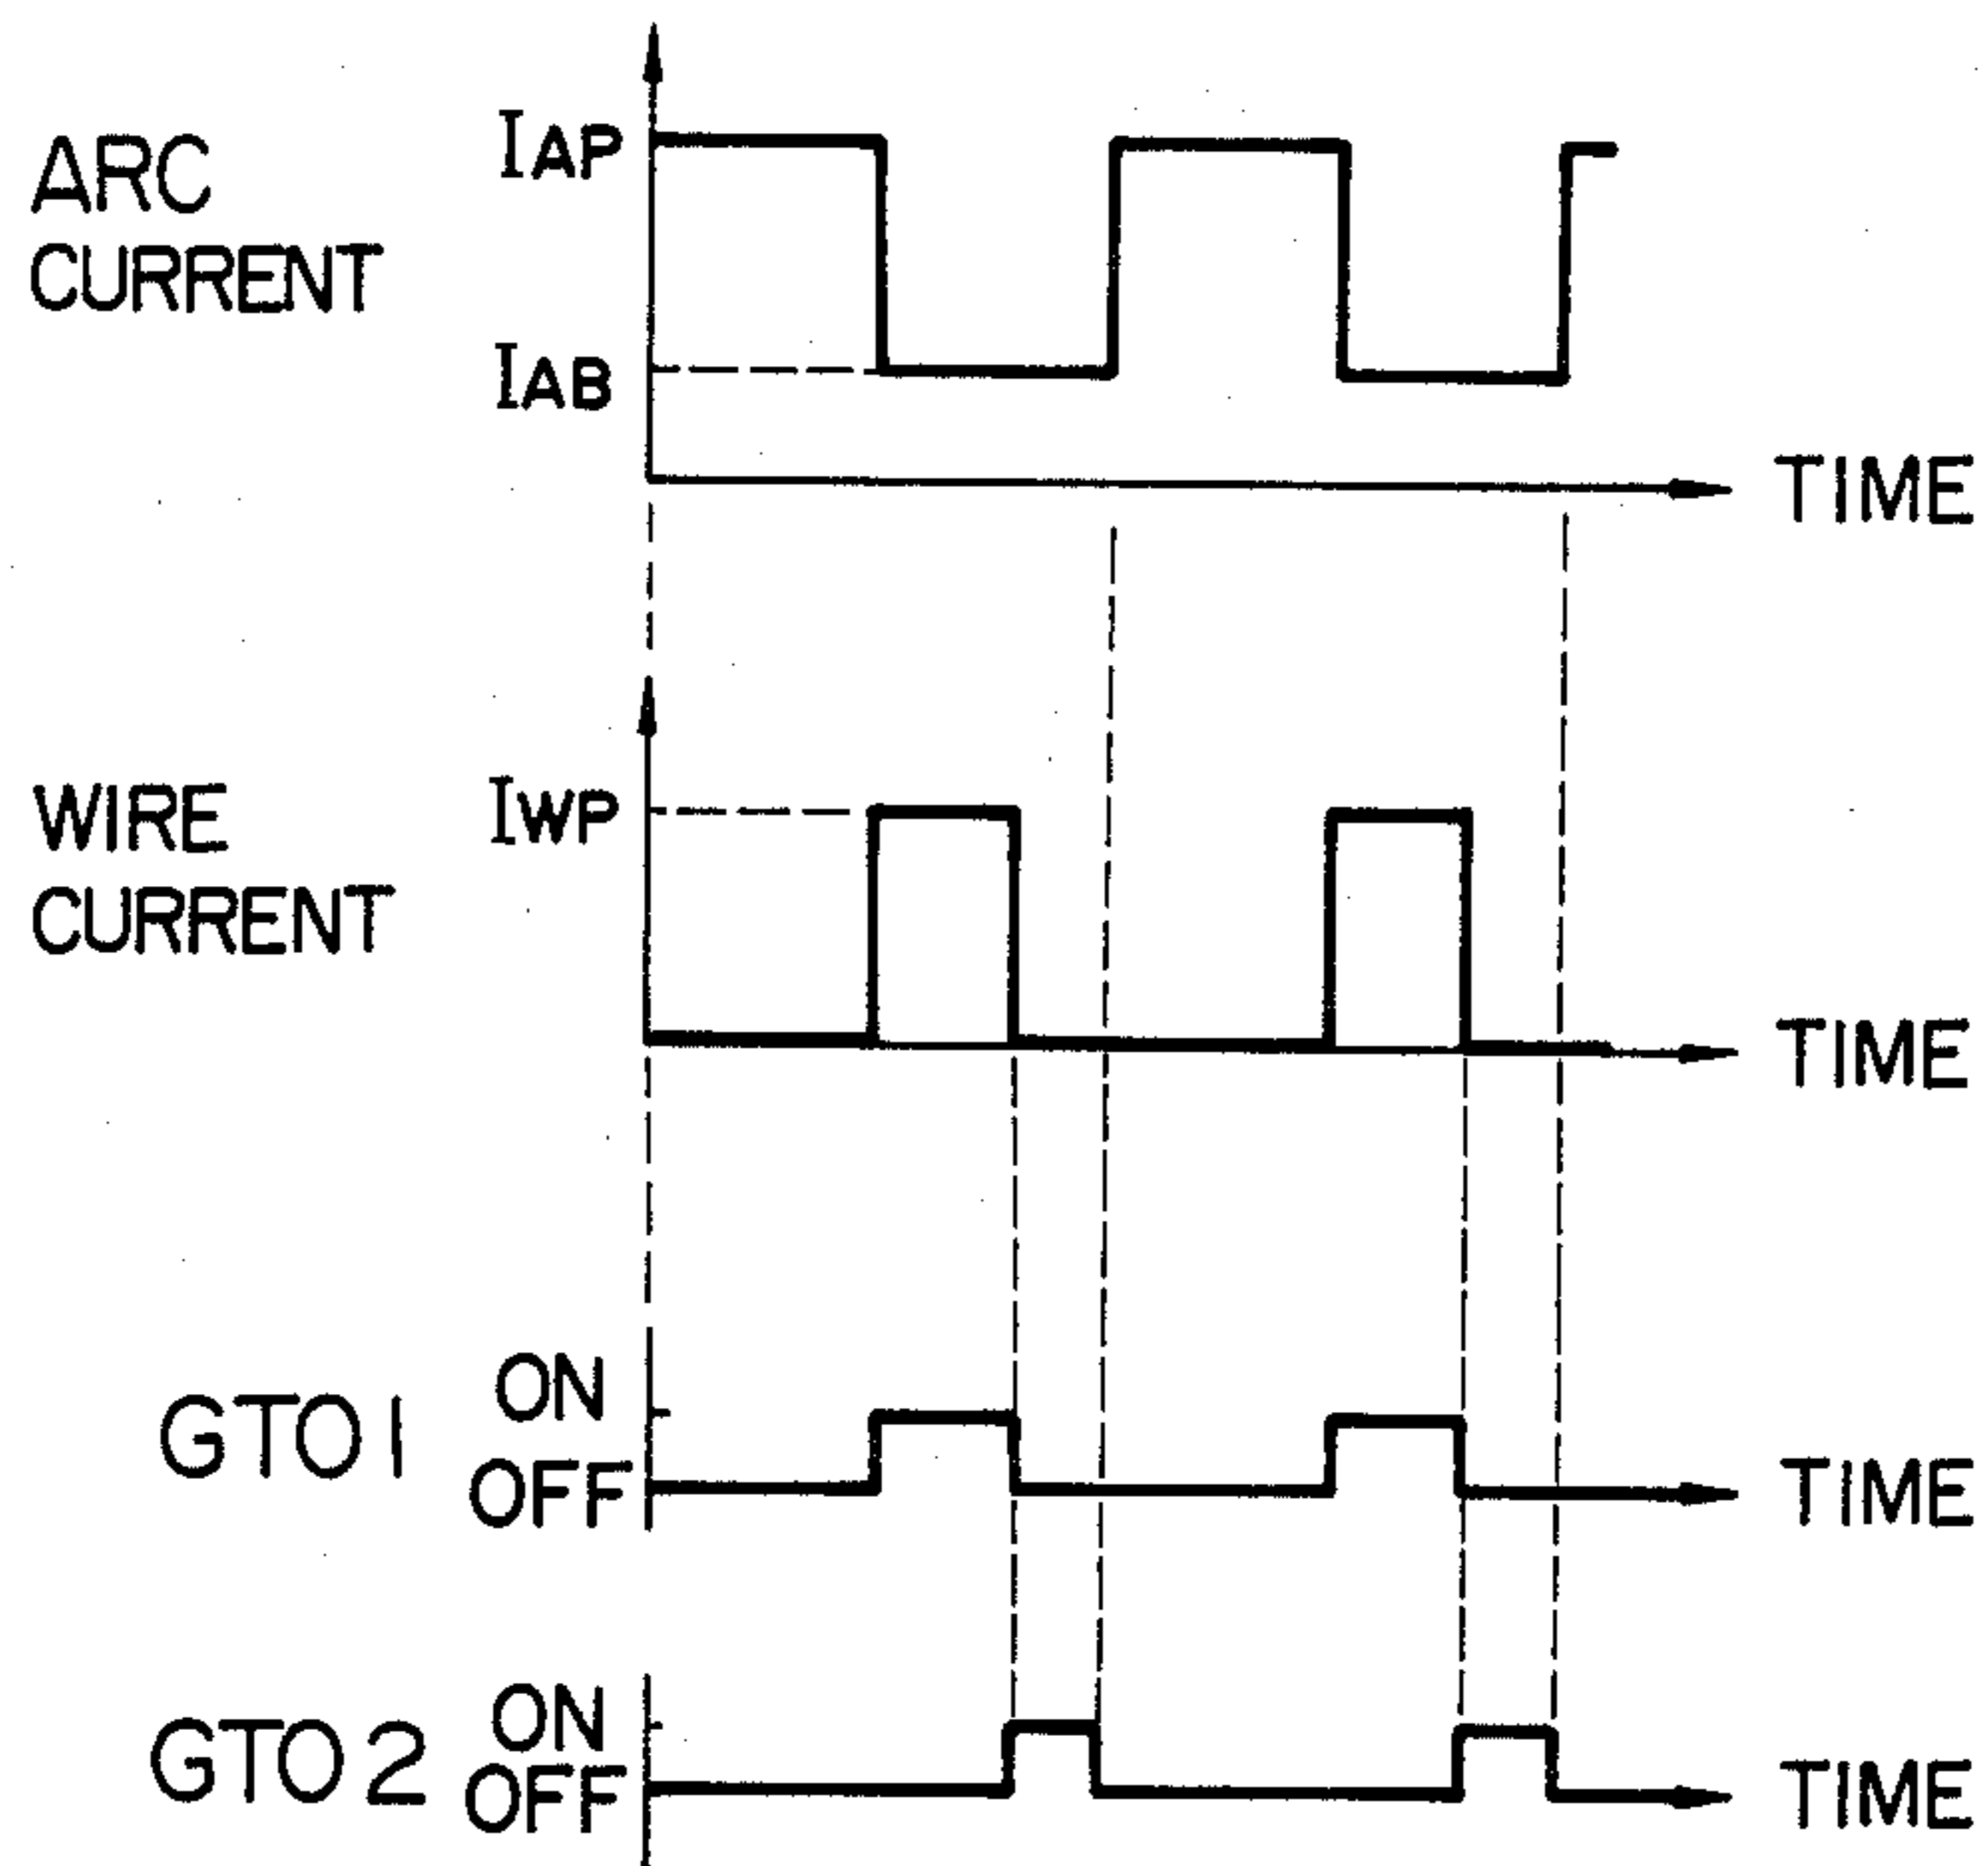 ARC
CURRENT
IAP
IAB
TIME
WIRE
CURRENT
IWP
TIME
GTO1
ON
OFF
TIME
GTO2
ON
OFF
TIME